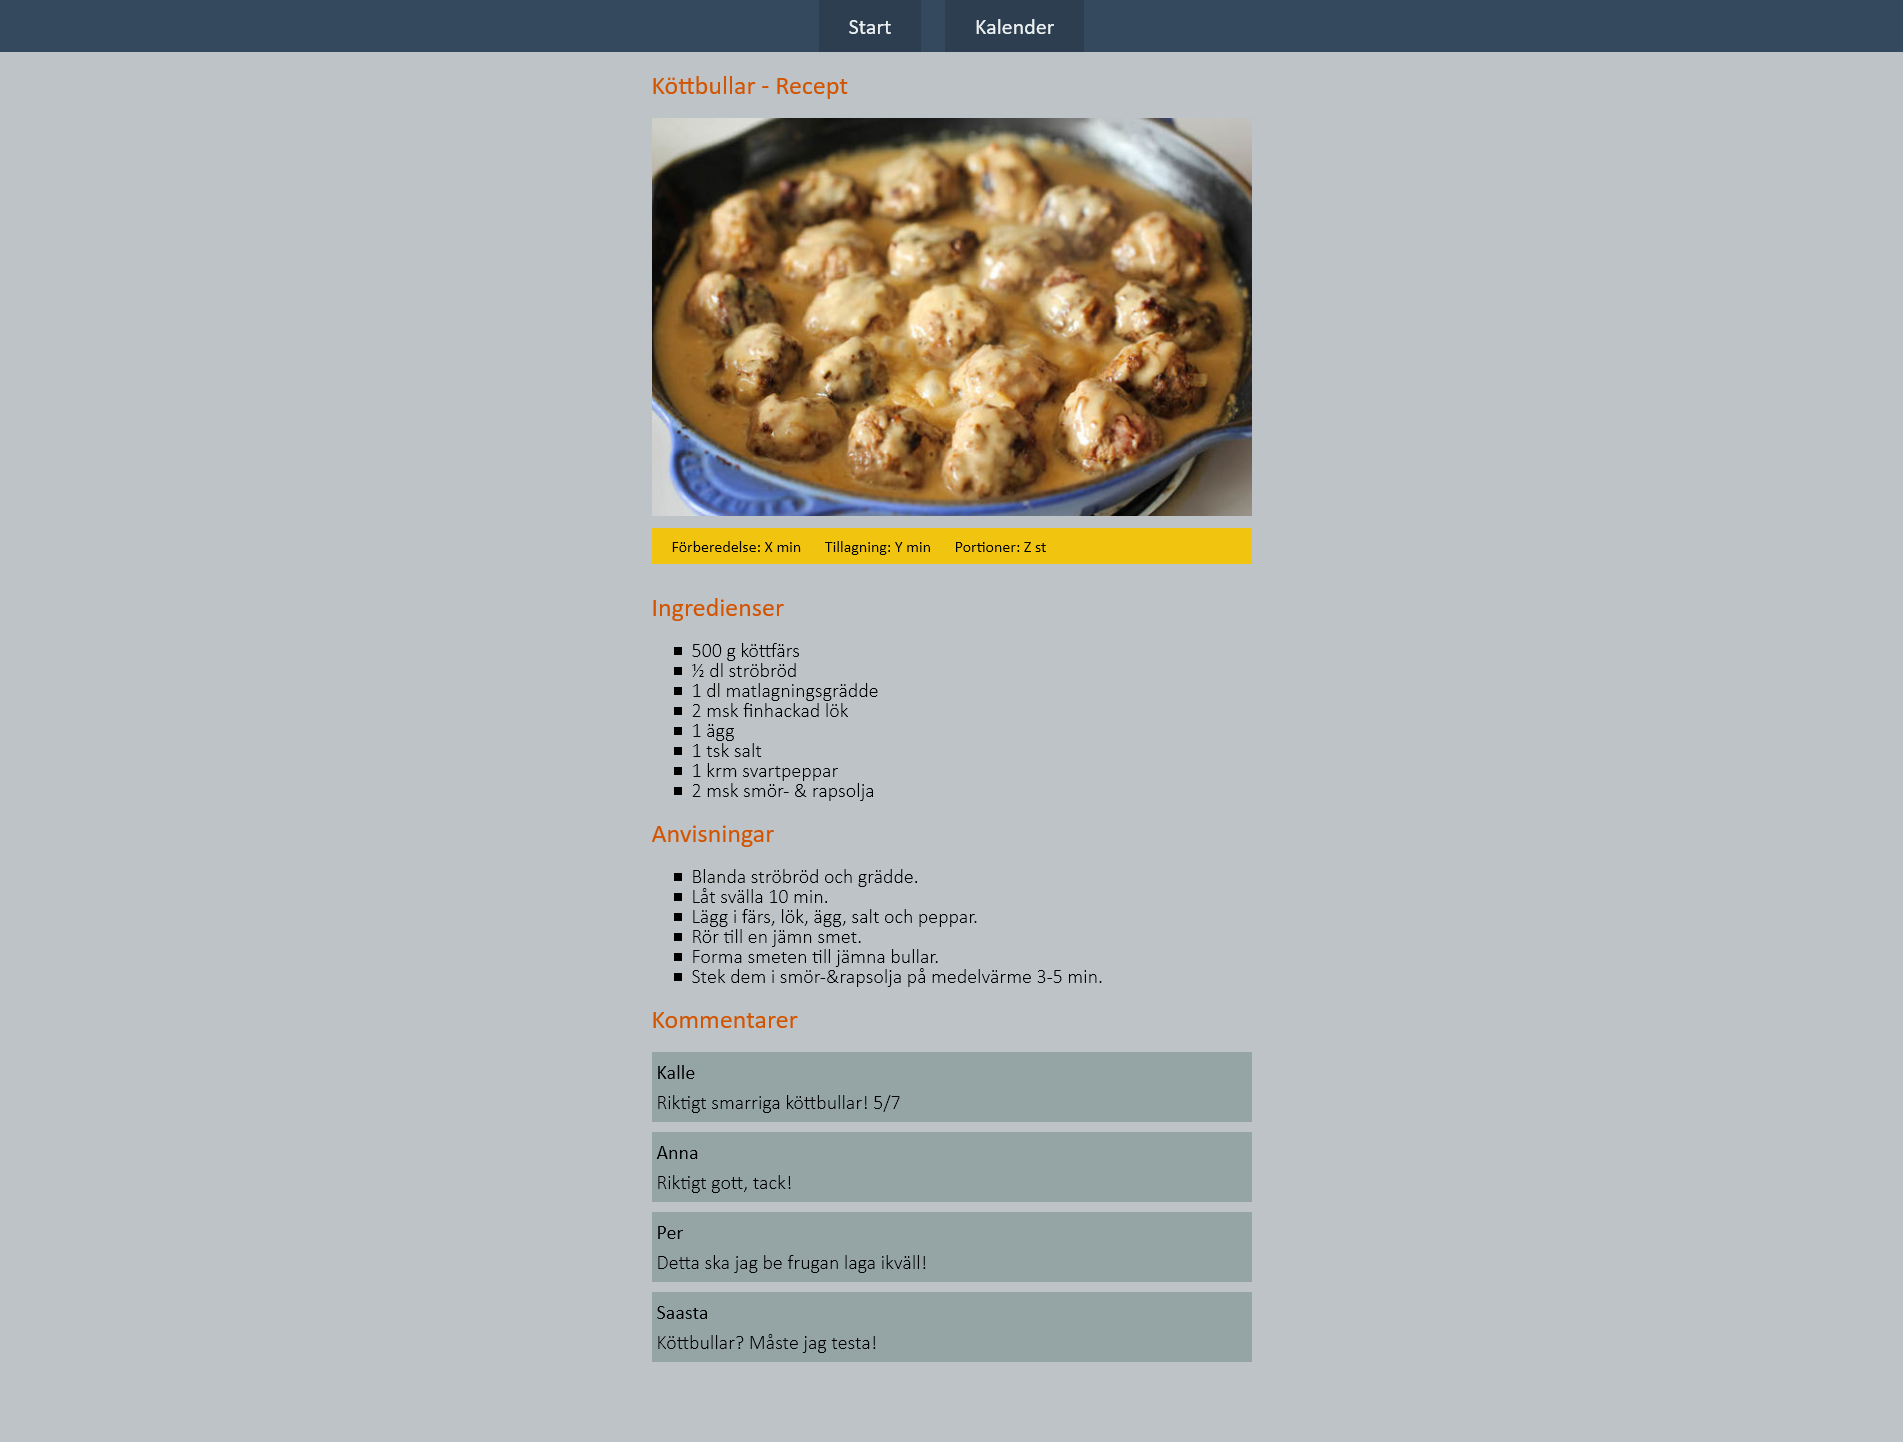 Start Kalender
Köttbullar - Recept
Förberedelse: X min Tillagning: Y min Portioner: Z st
Ingredienser
500 g köttfärs
½ dl ströbröd
1 dl matlagningsgrädde
2 msk finhackad lök
1 ägg
1 tsk salt
1 krm svartpeppar
2 msk smör- & rapsolja
Anvisningar
Blanda ströbröd och grädde.
Låt svälla 10 min.
Lägg i färs, lök, ägg, salt och peppar.
Rör till en jämn smet.
Forma smeten till jämna bullar.
Stek dem i smör-&rapsolja på medelvärme 3-5 min.
Kommentarer
Kalle
Riktigt smarriga köttbullar! 5/7
Anna
Riktigt gott, tack!
Per
Detta ska jag be frugan laga ikväll!
Saasta
Köttbullar? Måste jag testa!